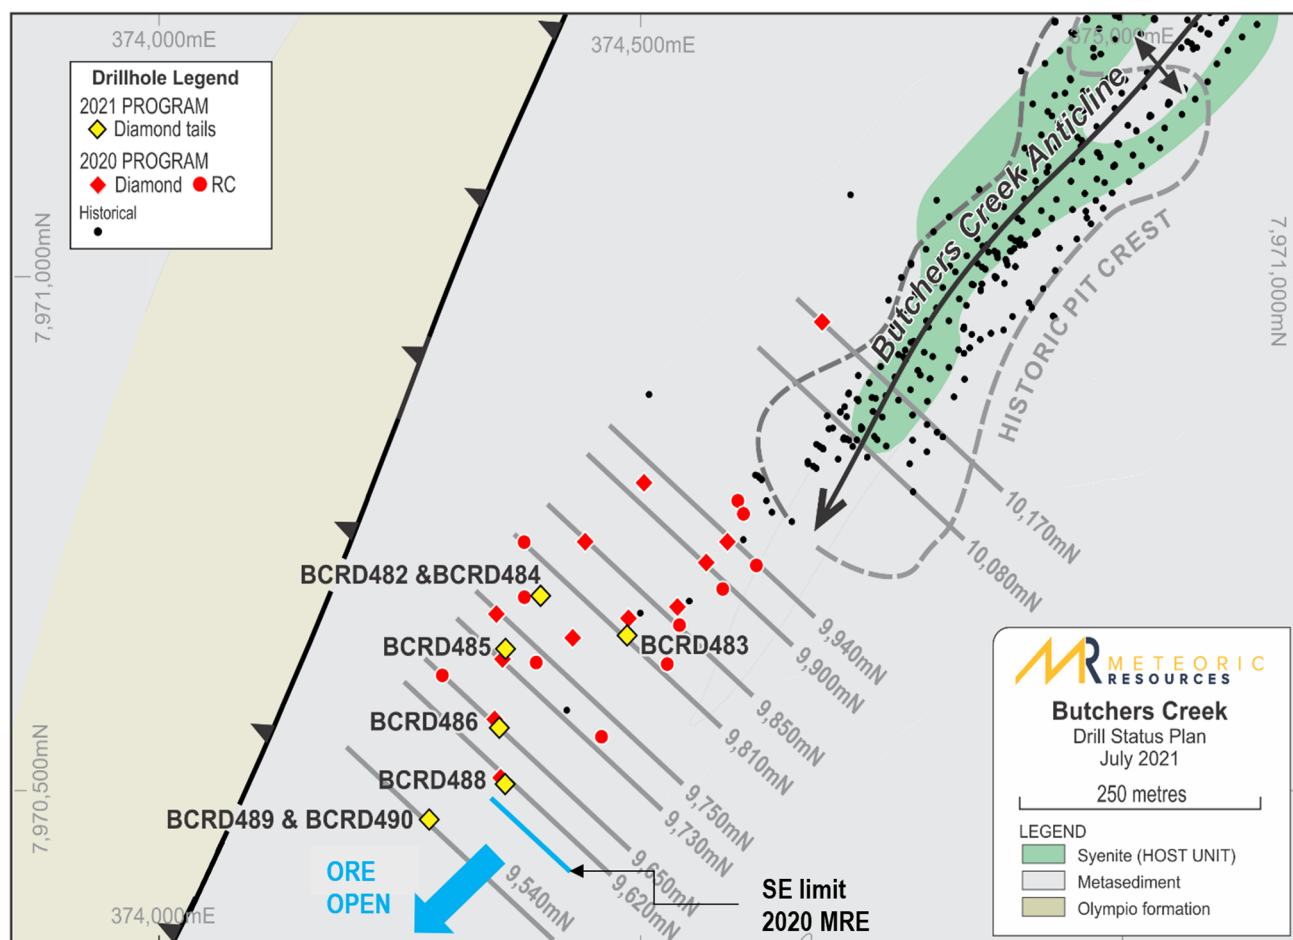 374,000mE
374,500mE
375,000mE
Drillhole Legend
2021 PROGRAM
Diamond tails
2020 PROGRAM
Diamond
RC
Historical
7,971,000mN
7,971,000mN
Butchers Creek Anticline
HISTORIC PIT CREST
10,170mN
10,080mN
BCRD482 &BCRD484
BCRD483
BCRD485
9,940mN
9,900mN
9,850mN
9,810mN
BCRD486
BCRD488
7,970,500mN
9,750mN
9,730mN
BCRD489 & BCRD490
9,650mN
9,620mN
9,540mN
ORE
OPEN
SE limit
2020 MRE
374,000mE
METEORIC
RESOURCES
Butchers Creek
Drill Status Plan
July 2021
250 metres
LEGEND
Syenite (HOST UNIT)
Metasediment
Olympio formation